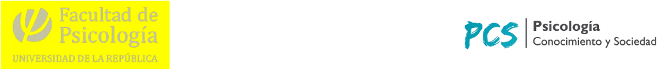 Facultad de
Psicología
UNIVERSIDAD DE LA REPÚBLICA
PCS
Psicología
Conocimiento y Sociedad